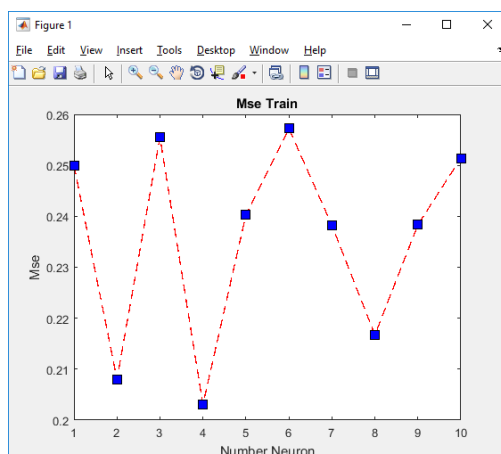 Figure 1
File Edit View Insert Tools Desktop Window Help
Mse Train
0.26
0.25
0.24
0.23
0.22
0.21
0.2
Mse
1 2 3 4 5 6 7 8 9 10
Number Neuron